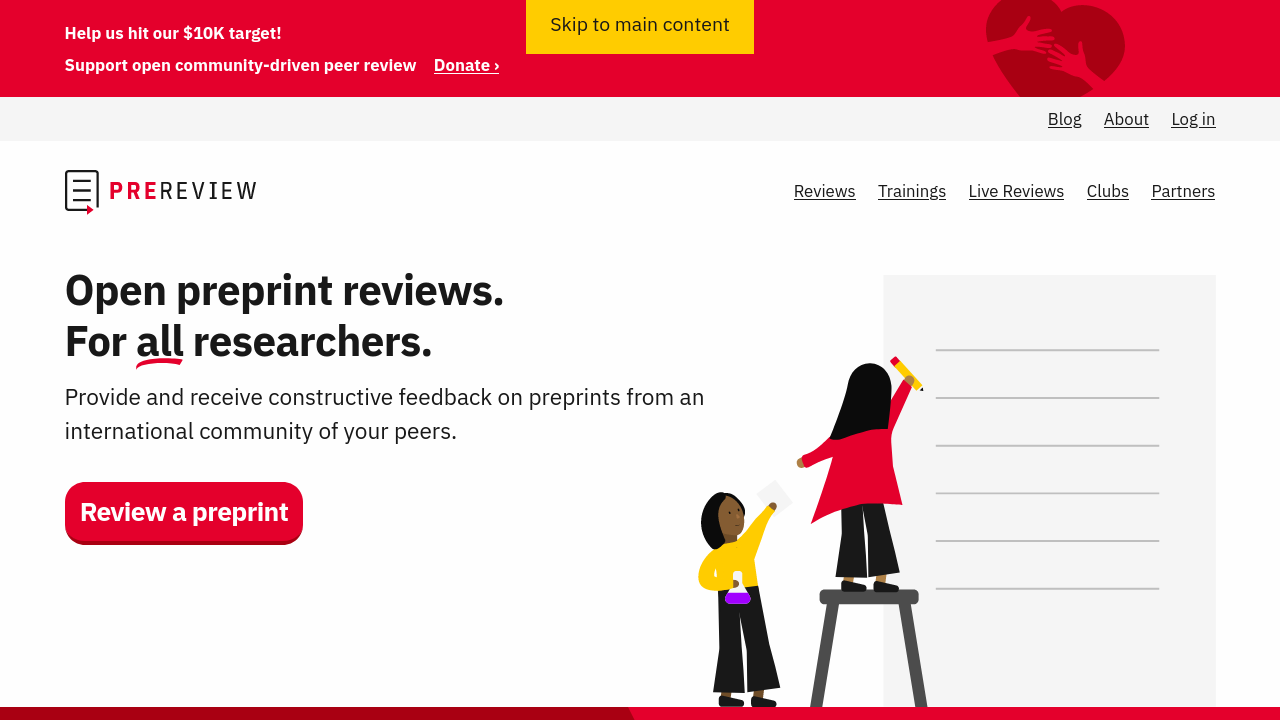 Help us hit our $10K target!
Support open community-driven peer review Donate ›
Skip to main content
Blog About Log in
PREREVIEW
Reviews Trainings Live Reviews Clubs Partners
Open preprint reviews.
For all researchers.
Provide and receive constructive feedback on preprints from an
international community of your peers.
Review a preprint